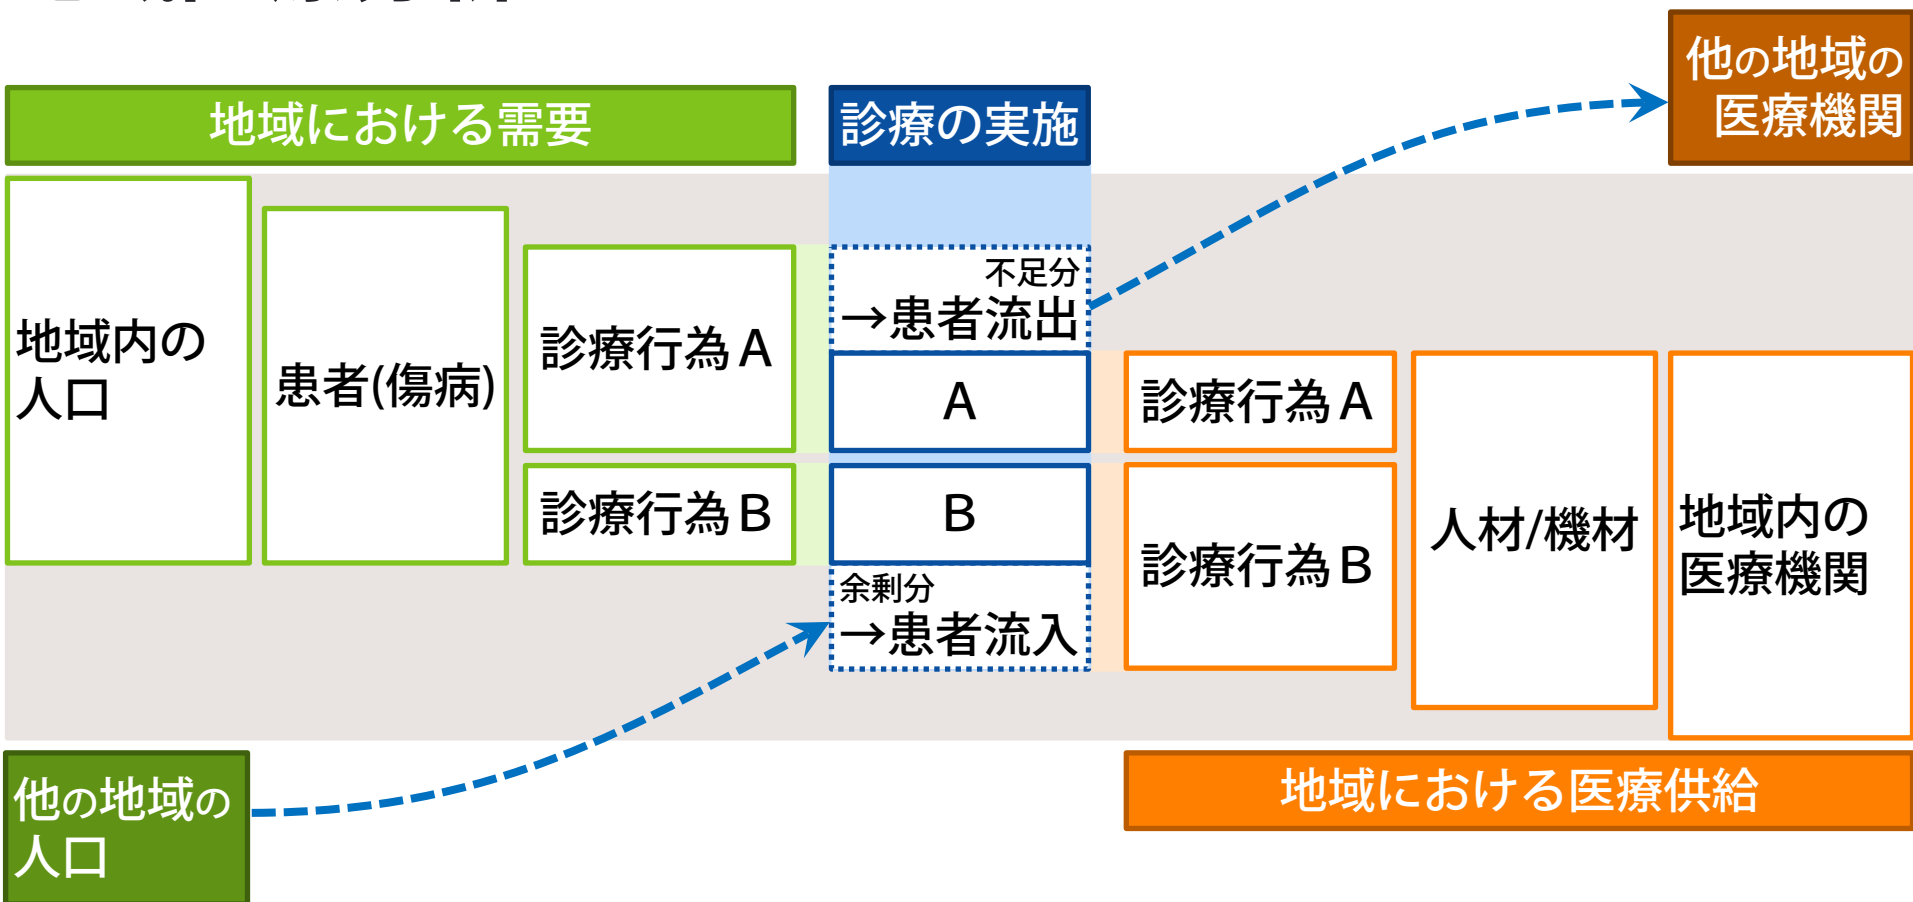 他の地域の
医療機関
地域における需要
診療の実施
地域内の
人口
患者(傷病)
診療行為A
診療行為B
不足分
→患者流出
A
B
余剰分
→患者流入
診療行為A
診療行為B
人材/機材
地域内の
医療機関
他の地域の
人口
地域における医療供給